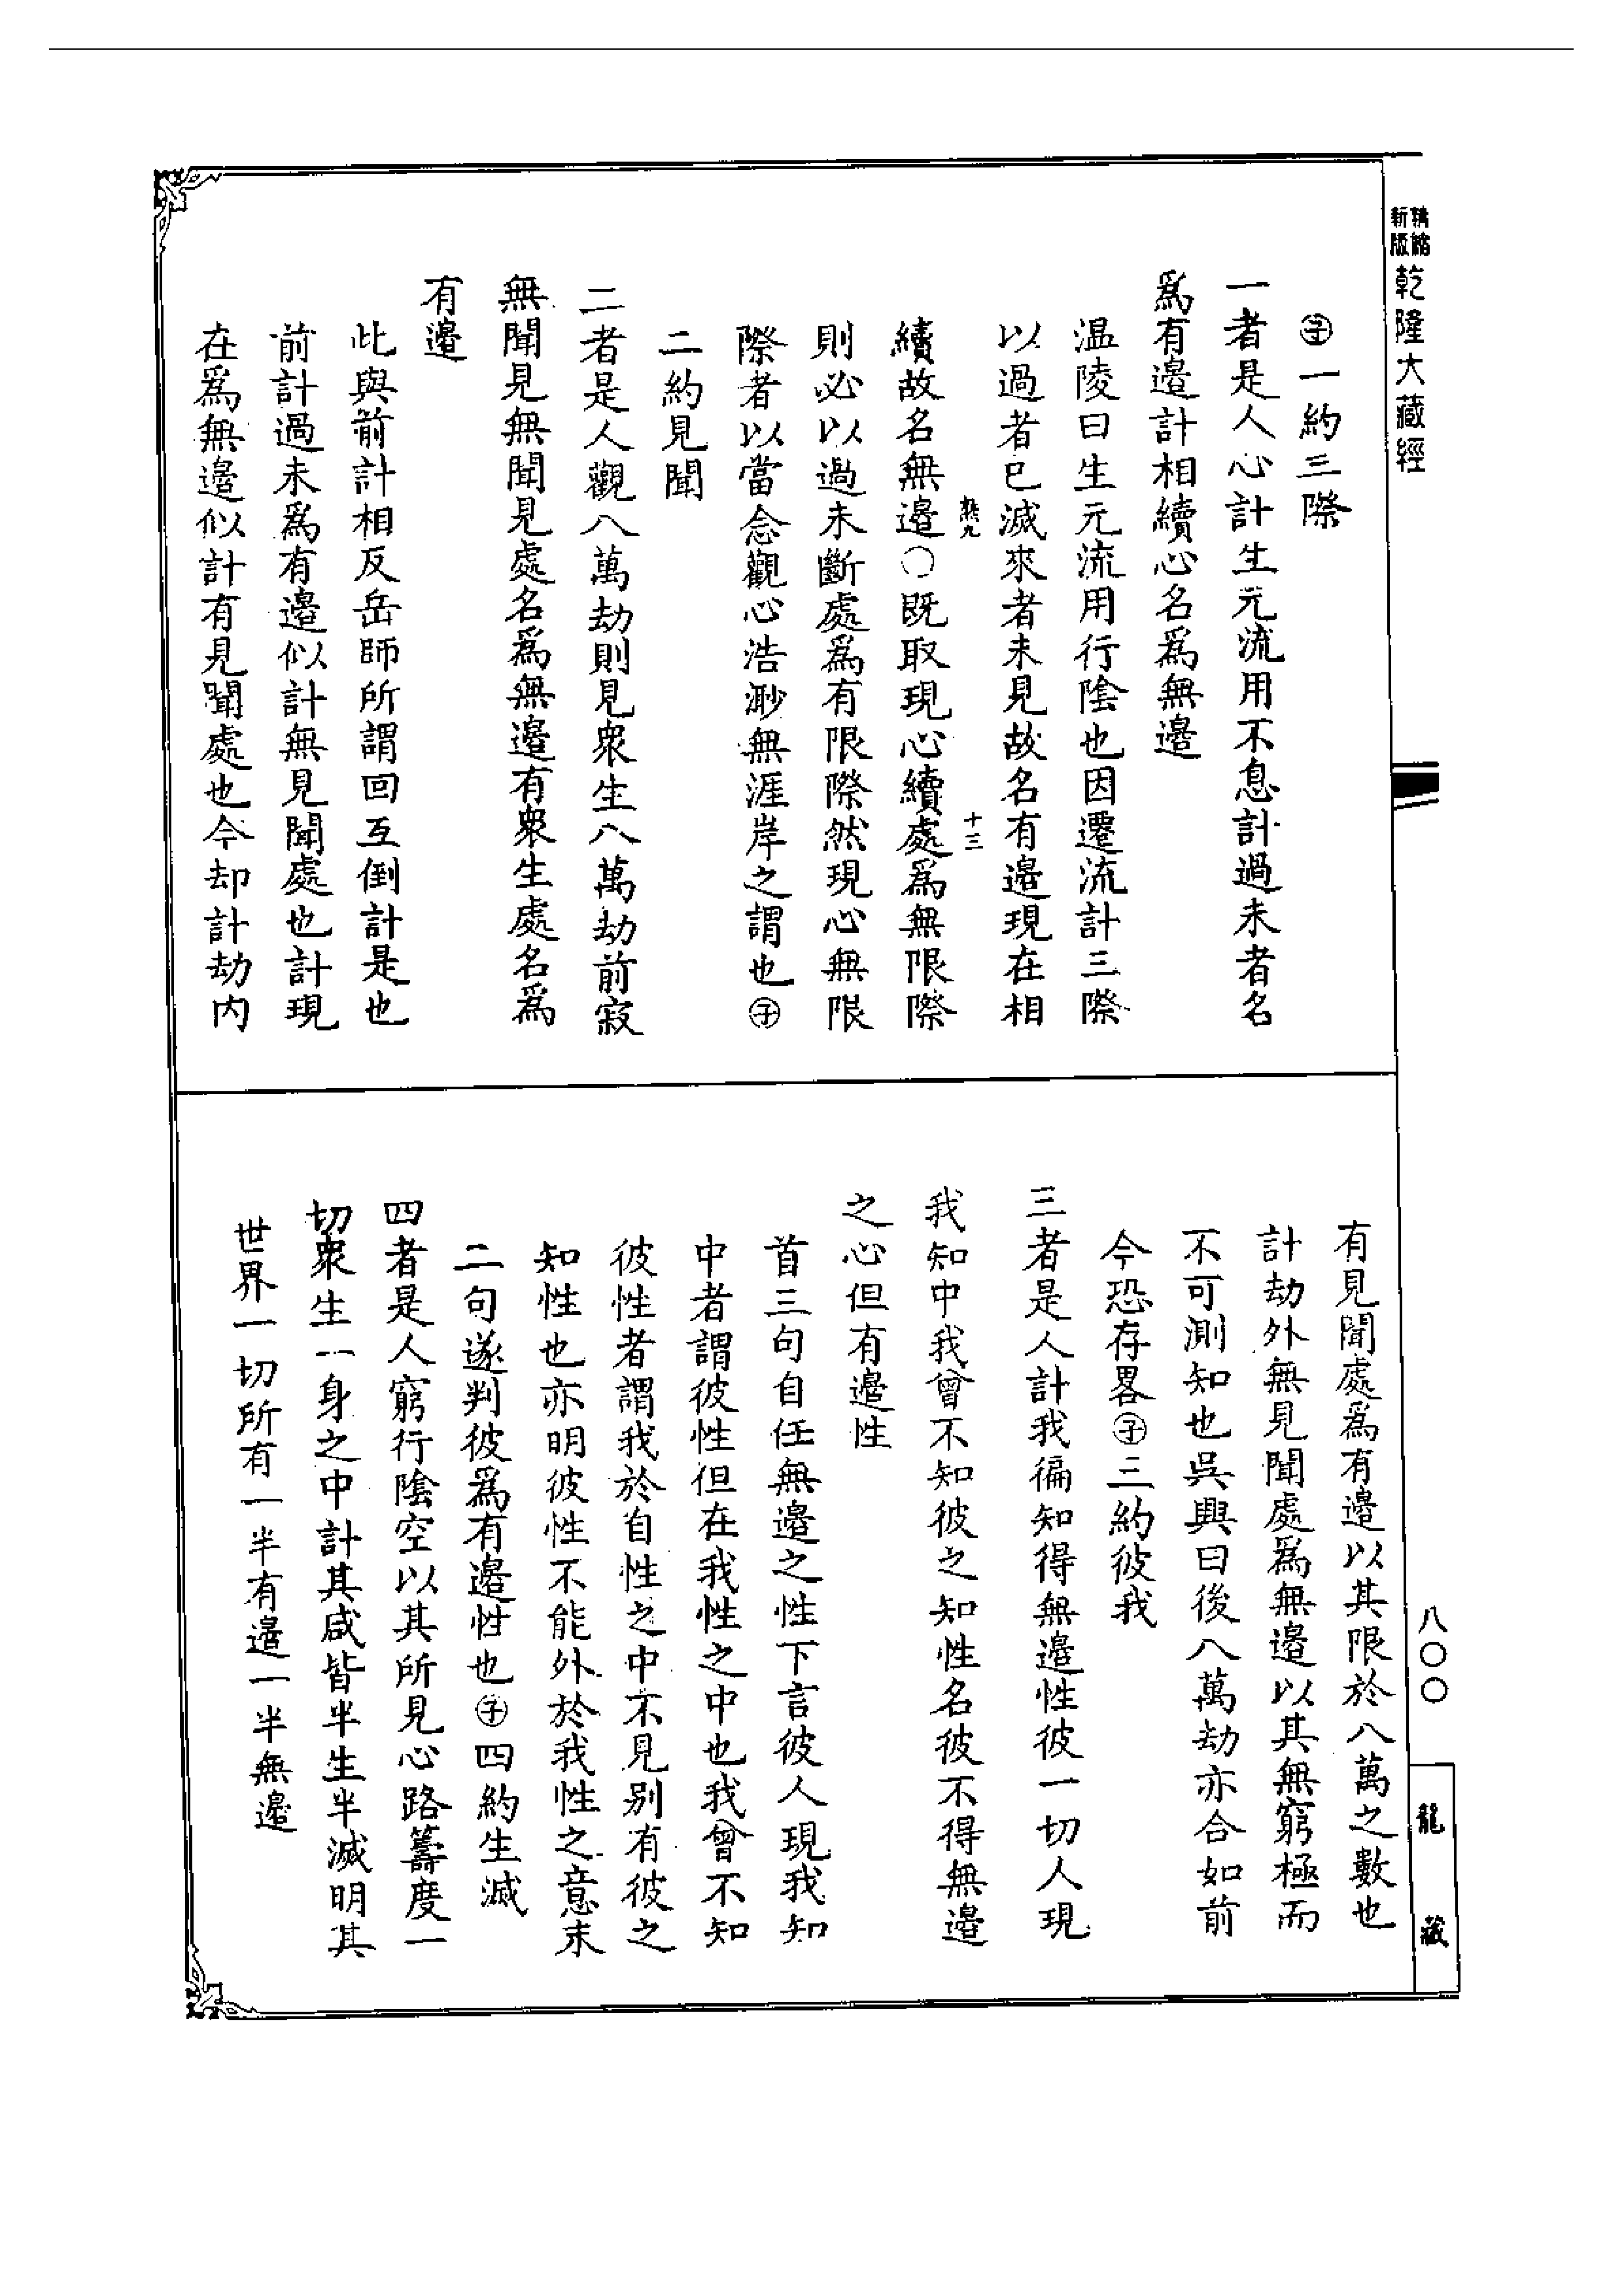 精縮新版乾隆大藏經
㊉一約三際
一者是人心計生元流用不息計過未者名
爲有邊計相續心名爲無邊
温陵曰生元流用行陰也因遷流計三際
以過者已滅來者未見故名有邊現在相
續故名無邊○既取現心續處爲無限際
則必以過未斷處爲有限際然現心無限
際者以當念觀心浩渺無涯岸之謂也㊉
二約見聞
二者是人觀八萬劫則見衆生八萬劫前寂
無聞見無聞見處名爲無邊有衆生處名爲
有邊
此與前計相反岳師所謂回互倒計是也
前計過未爲有邊似計無見聞處也計現
在爲無邊似計有見聞處也今却計劫内
十三
有見聞處爲有邊以其限於八萬之數也
計劫外無見聞處爲無邊以其無窮極而
不可測知也吳興曰後八萬劫亦合如前
今恐存畧㊉三約彼我
三者是人計我徧知得無邊性彼一切人現
我知中我曾不知彼之知性名彼不得無邊
之心但有邊性
首三句自任無邊之性下言彼人現我知
中者謂彼性但在我性之中也我曾不知
彼性者謂我於自性之中不見别有彼之
知性也亦明彼性不能外於我性之意末
二句遂判彼爲有邊性也㊉四約生滅
四者是人窮行陰空以其所見心路籌度一
切衆生一身之中計其咸皆半生半滅明其
世界一切所有一半有邊一半無邊
八〇〇
龍藏